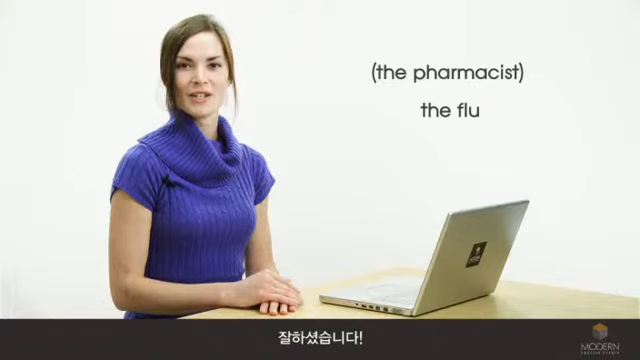 (the pharmacist)
the flu
잘하셨습니다!
MODERN